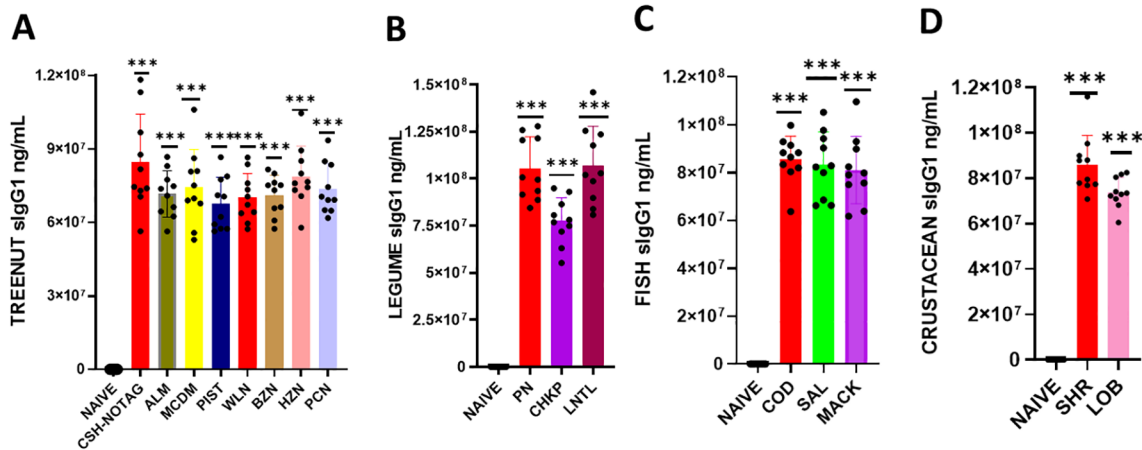 A
TREENUT sIgG1 ng/mL
1.2×10⁸
9×10⁷
6×10⁷
3×10⁷
0
***
***
***
***
***
***
***
***
NAIVE
CSH-NOTAG
ALM
MCDM
PIST
WLN
BZN
HZN
PCN
B
LEGUME sIgG1 ng/mL
1.5×10⁸
1.25×10⁸
1×10⁸
7.5×10⁷
5×10⁷
2.5×10⁷
0
***
***
***
NAIVE
PN
CHKP
LNTL
C
FISH sIgG1 ng/mL
1.2×10⁸
1×10⁸
8×10⁷
6×10⁷
4×10⁷
2×10⁷
0
***
***
***
NAIVE
COD
SAL
MACK
D
CRUSTACEAN sIgG1 ng/mL
1.2×10⁸
1×10⁸
8×10⁷
6×10⁷
4×10⁷
2×10⁷
0
***
***
NAIVE
SHR
LOB